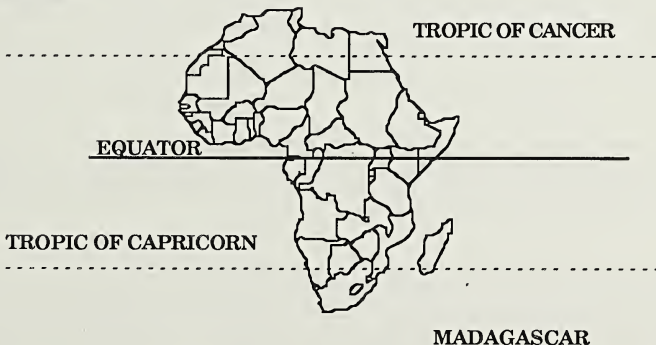 TROPIC OF CANCER
EQUATOR
TROPIC OF CAPRICORN
MADAGASCAR